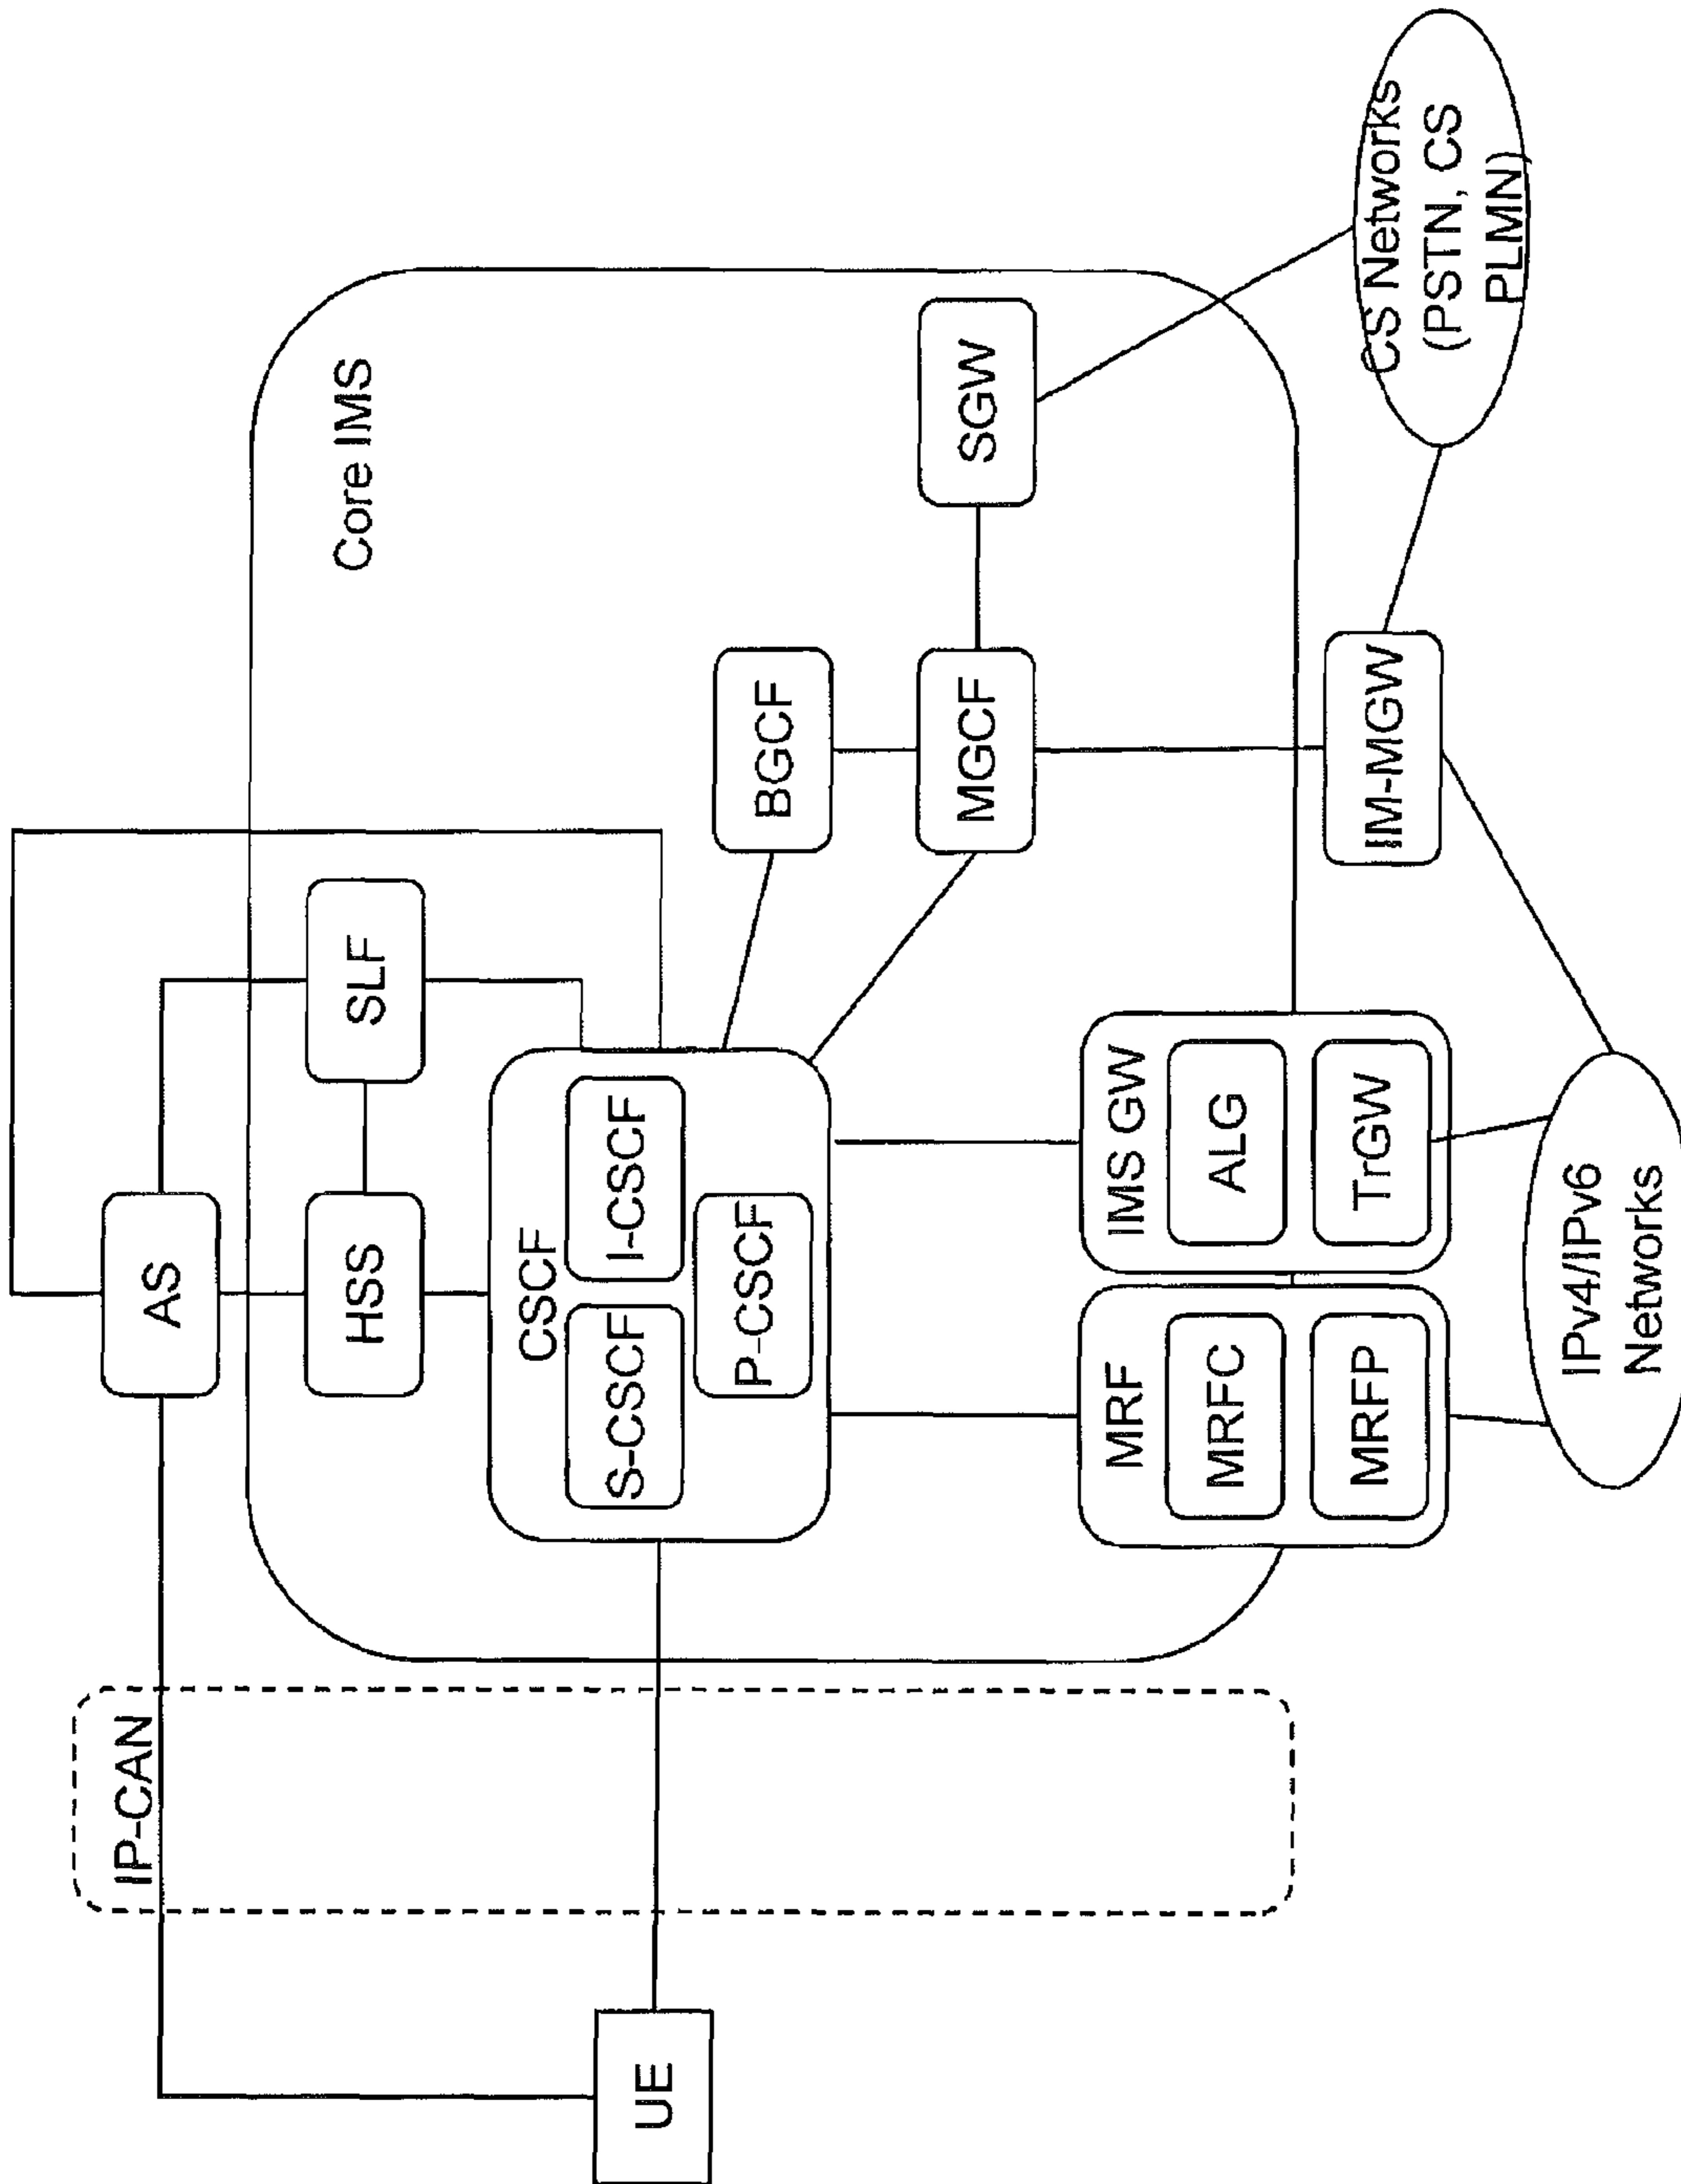 UE
IP-CAN
AS
Core IMS
HSS
SLF
CSCF
S-CSCF
I-CSCF
P-CSCF
BGCF
MGCF
SGW
MRF
MRFC
MRFP
IMS GW
ALG
TrGW
IM-MGW
IPv4/IPv6
Networks
CS Networks
(PSTN, CS
PLMN)